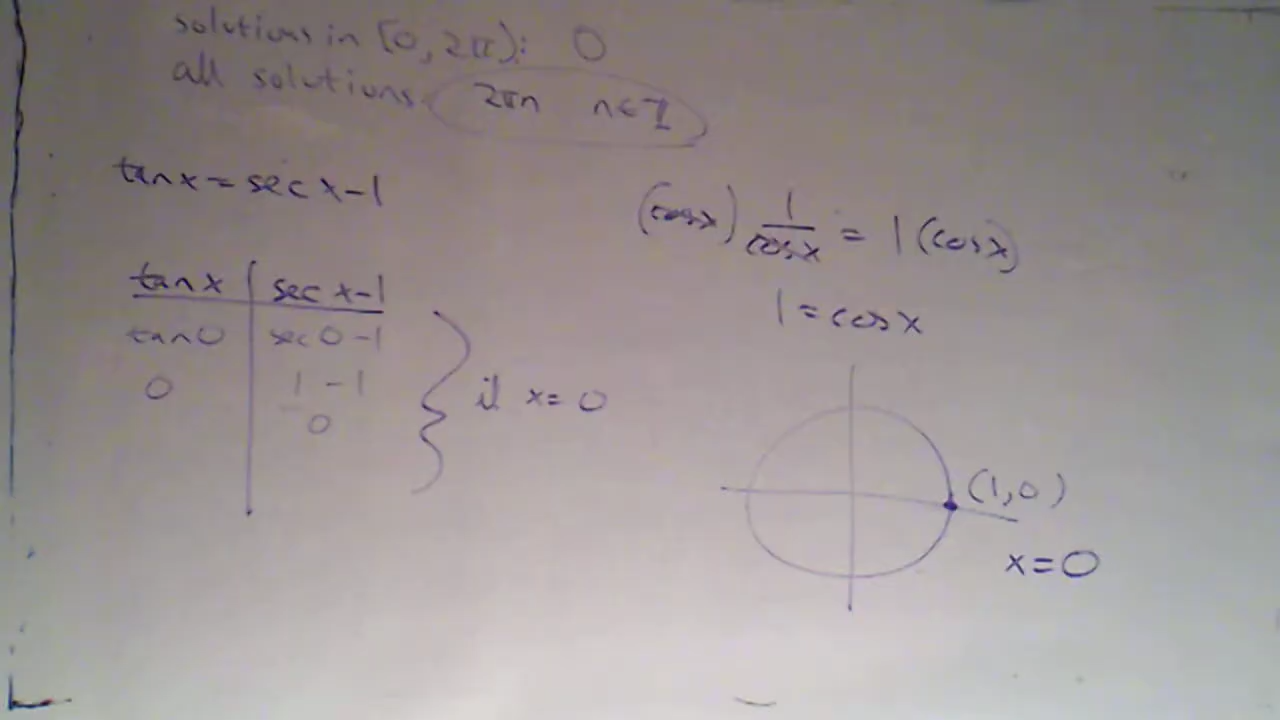 solutions in [0, 2π): 0
all solutions: 2πn n∈Z
tan x = sec x - 1
tan x | sec x - 1
tan 0 | sec 0 - 1
0 | 1 - 1
0
if x = 0
(cos x) 1/cos x = 1 (cos x)
1 = cos x
(1,0)
x = 0